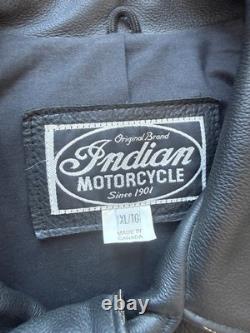 Original Brand
Indian
MOTORCYCLE
Since 1901
XL/TG
MADE IN
CANADA